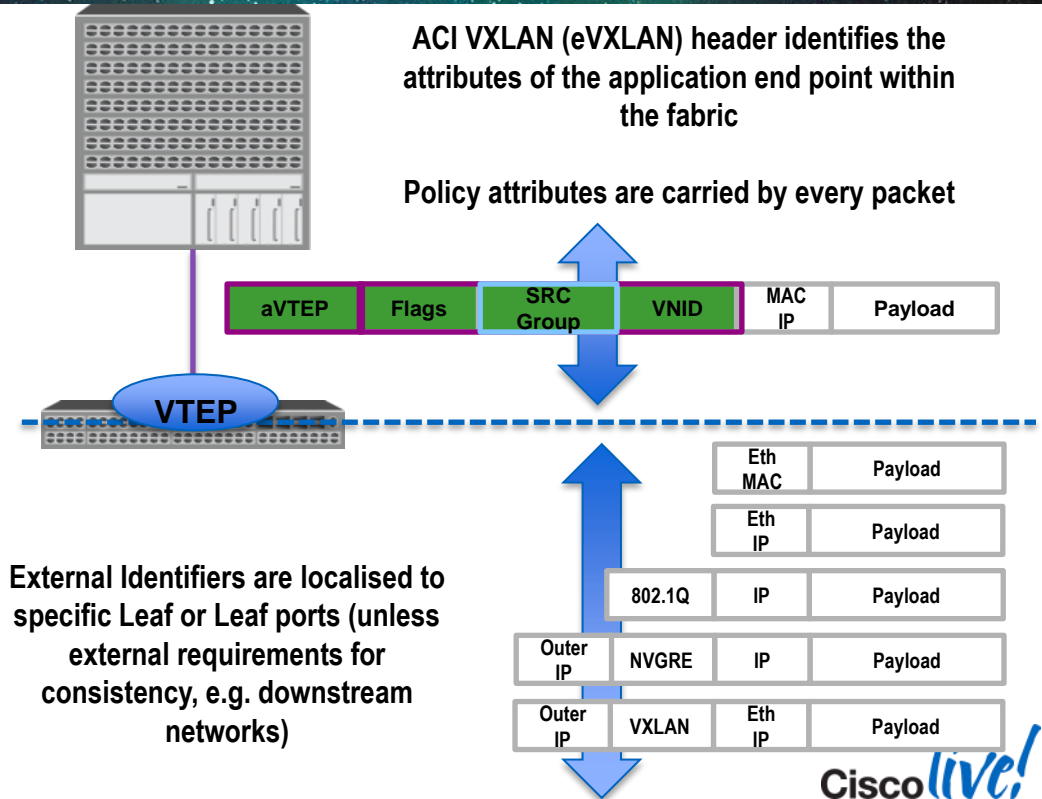 ACI VXLAN (eVXLAN) header identifies the
attributes of the application end point within
the fabric
Policy attributes are carried by every packet
aVTEP Flags SRC Group VNID MAC IP Payload
VTEP
Eth MAC Payload
Eth IP Payload
External Identifiers are localised to
specific Leaf or Leaf ports (unless
external requirements for
consistency, e.g. downstream
networks)
802.1Q IP Payload
Outer IP NVGRE IP Payload
Outer IP VXLAN Eth IP Payload
Cisco live!